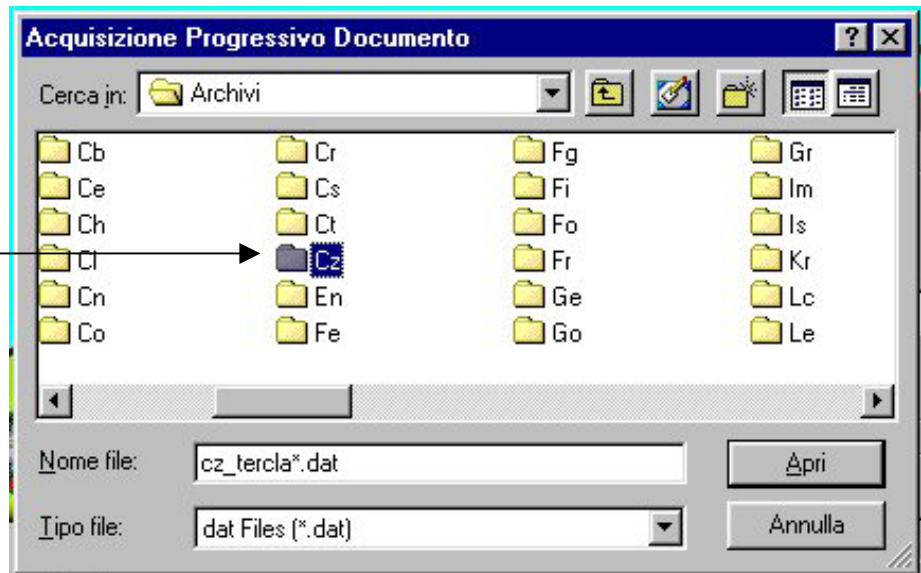 Acquisizione Progressivo Documento
Cerca in: Archivi
Cb Cr Fg Gr
Ce Cs Fi Im
Ch Ct Fo Is
Cl Cz Fr Kr
Cn En Ge Lc
Co Fe Go Le
Nome file: cz_tercla*.dat Apri
Tipo file: dat Files (*.dat) Annulla